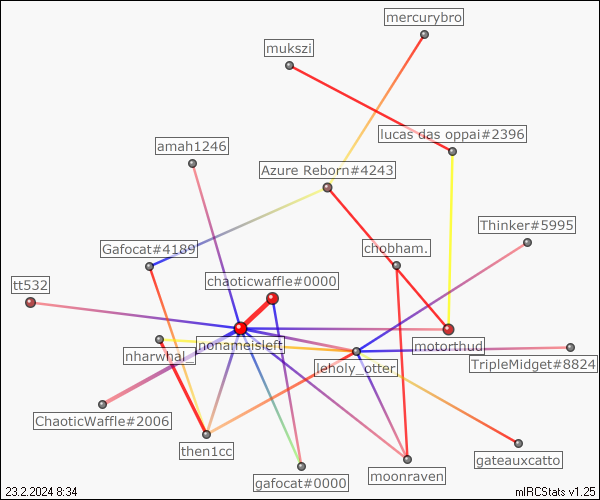 mercurybro
mukszi
lucas das oppai#2396
amah1246
Azure Reborn#4243
Thinker#5995
Gafocat#4189
chobham.
chaoticwaffle#0000
tt532
nonameisleft
motorthud
nharwhal_
leholy_otter
TripleMidget#8824
ChaoticWaffle#2006
then1cc
gateauxcatto
moonraven
gafocat#0000
23.2.2024 8:34
mIRCStats v1.25